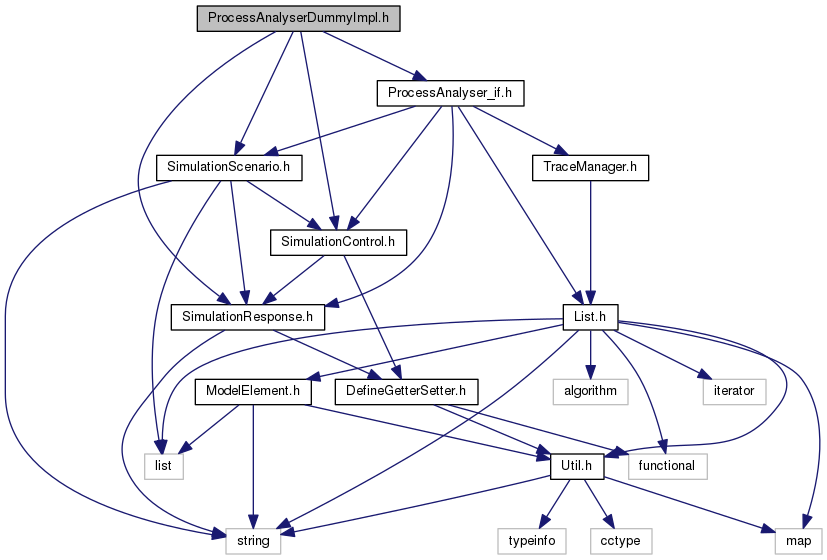 ProcessAnalyserDummyImpl.h
ProcessAnalyser_if.h
SimulationScenario.h
TraceManager.h
SimulationControl.h
SimulationResponse.h
List.h
ModelElement.h
DefineGetterSetter.h
algorithm
iterator
list
Util.h
functional
string
typeinfo
cctype
map